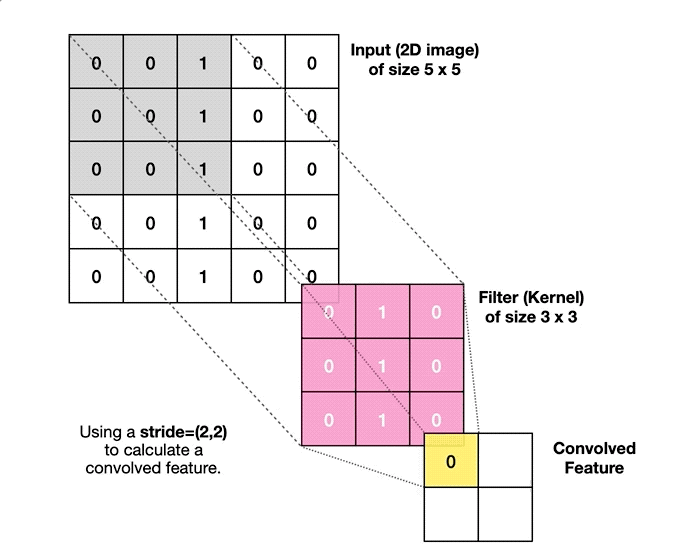 0 0 1 0 0
0 0 1 0 0
0 0 1 0 0
0 0 1 0 0
0 0 1 0 0
Input (2D image)
of size 5 x 5
0 1 0
0 1 0
0 1 0
Filter (Kernel)
of size 3 x 3
Using a stride=(2,2)
to calculate a
convolved feature.
0
Convolved
Feature